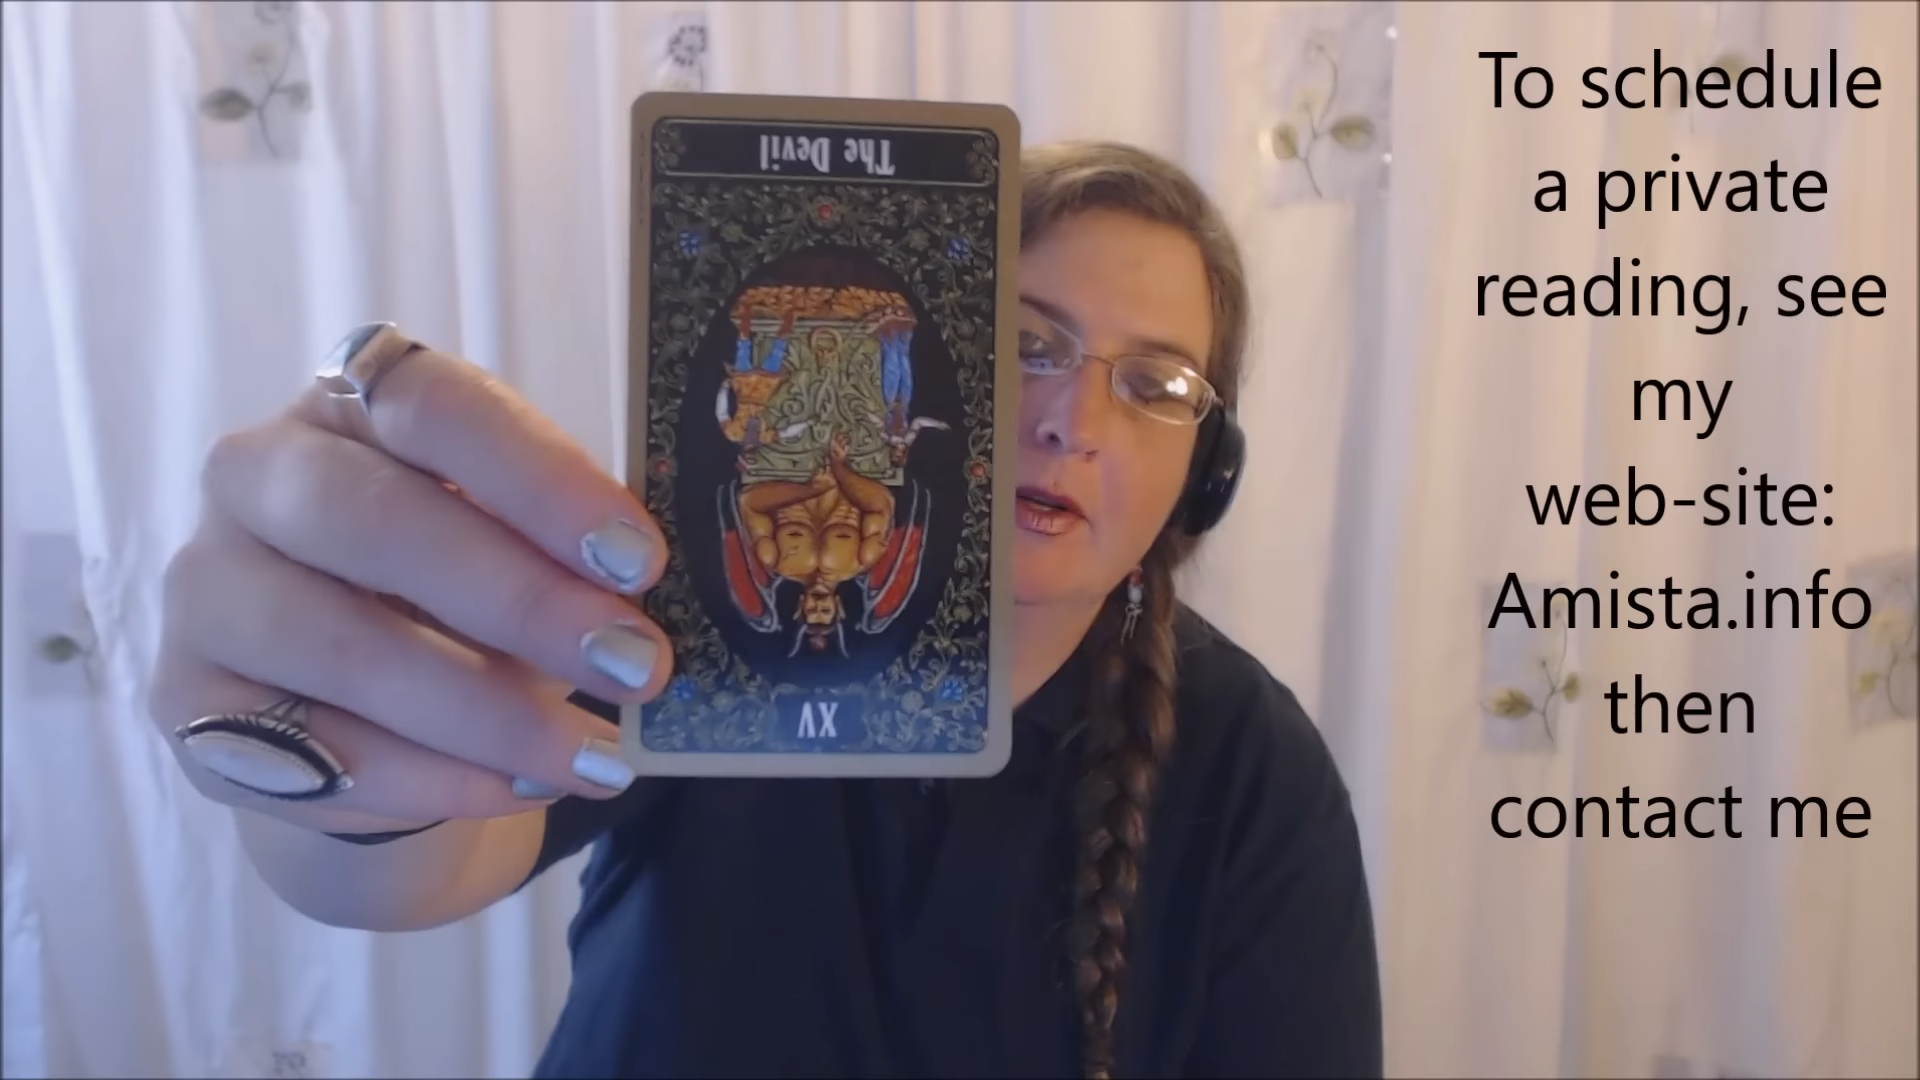 The Devil
XV
To schedule
a private
reading, see
my
web-site:
Amista.info
then
contact me